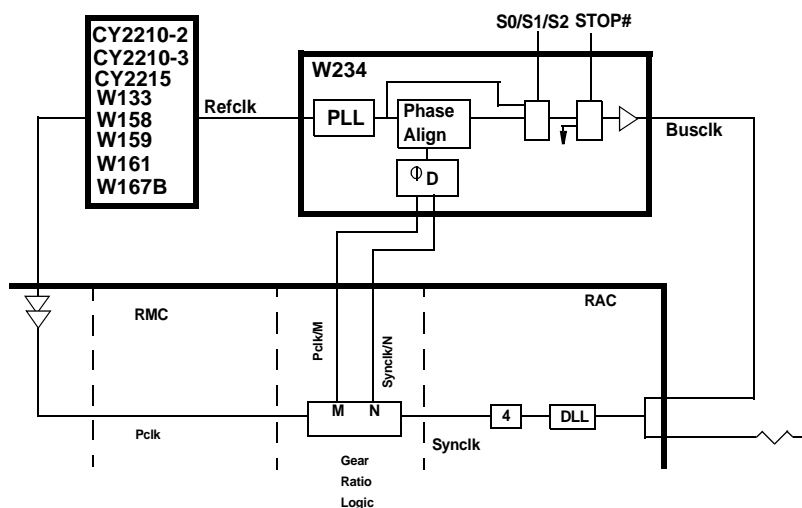 CY2210-2
CY2210-3
CY2215
W133
W158
W159
W161
W167B
Refclk
S0/S1/S2 STOP#
W234
PLL
Phase
Align
Φ D
Busclk
RMC
RAC
Pclk/M
Synclk/N
M N
4
DLL
Pclk
Synclk
Gear
Ratio
Logic